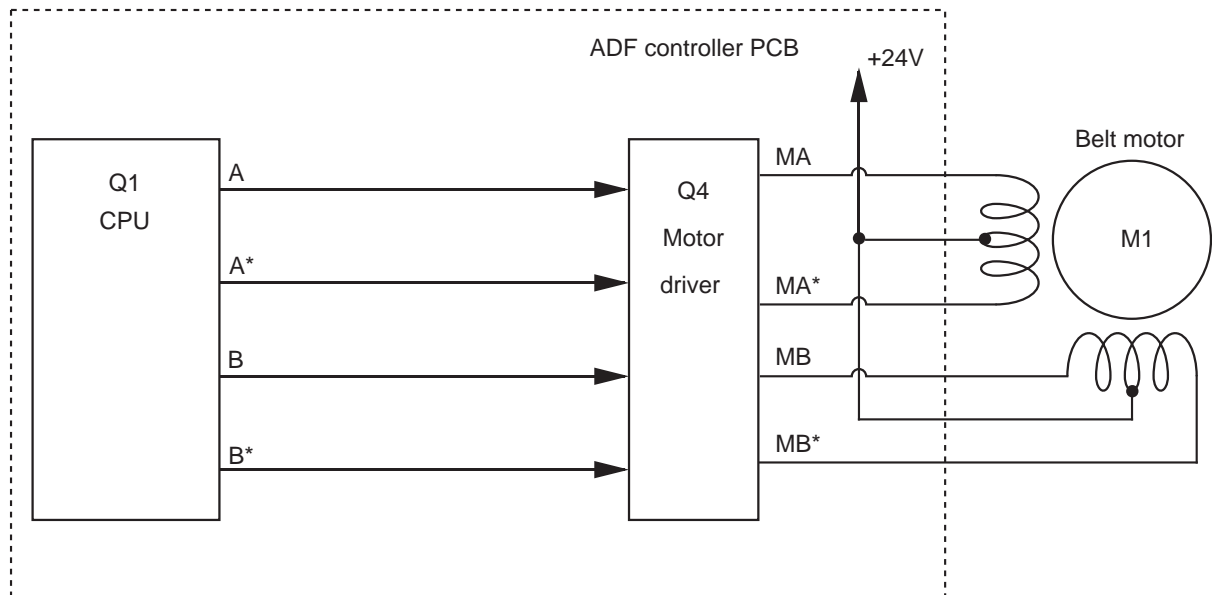 ADF controller PCB
+24V
Belt motor
Q1
CPU
A
A*
B
B*
Q4
Motor
driver
MA
MA*
MB
MB*
M1